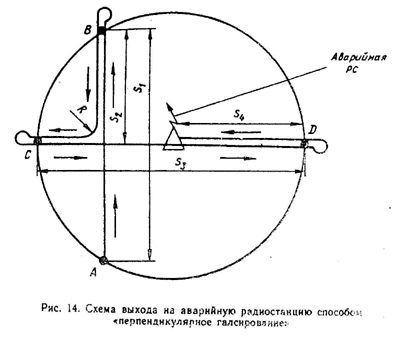 B
Аварийная
РС
S₁
S₂
R
S₄
D
C
S₃
A
Рис. 14. Схема выхода на аварийную радиостанцию способом
«перпендикулярное галсирование»